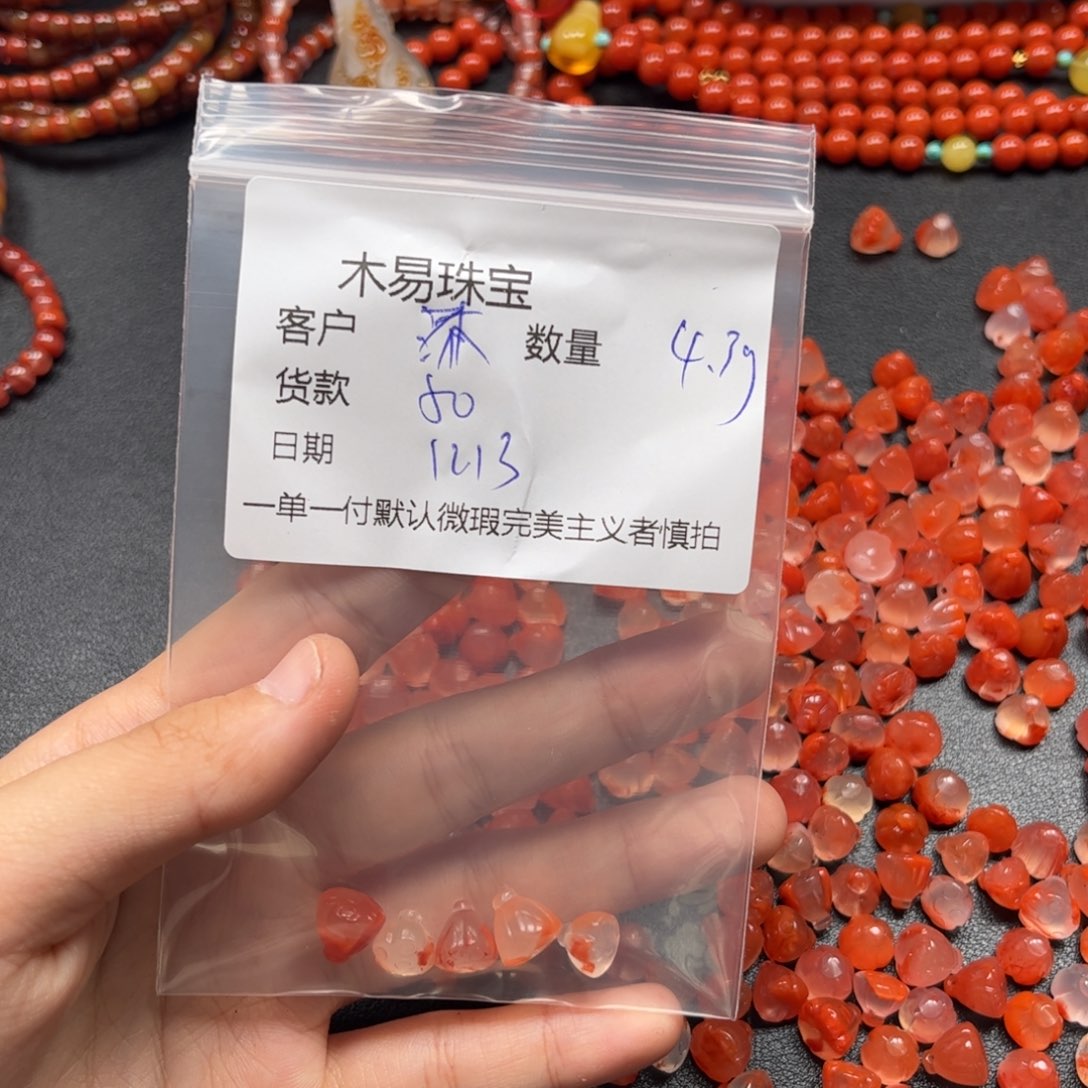 木易珠宝
客户 数量 4.3g
货款 80
日期 1213
一单一付默认微瑕完美主义者慎拍